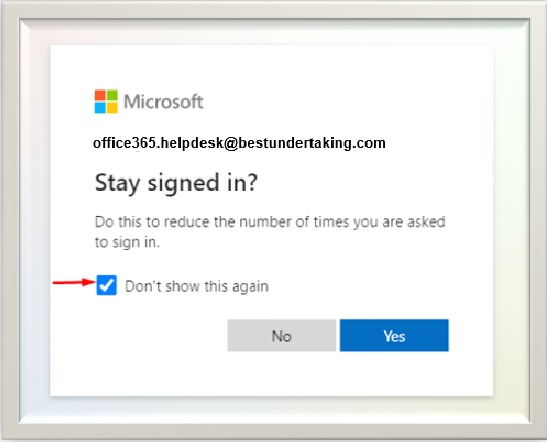 Microsoft
office365.helpdesk@bestundertaking.com
Stay signed in?
Do this to reduce the number of times you are asked
to sign in.
Don't show this again
No
Yes